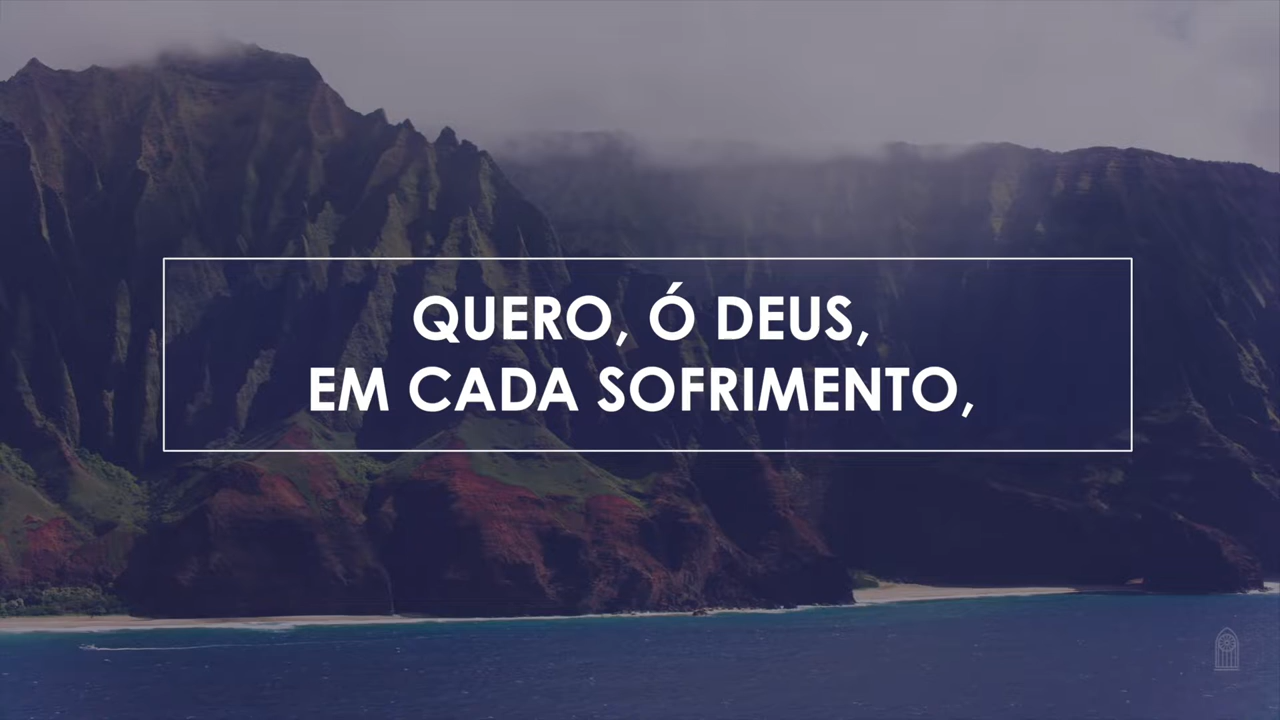 QUERO, Ó DEUS,
EM CADA SOFRIMENTO,